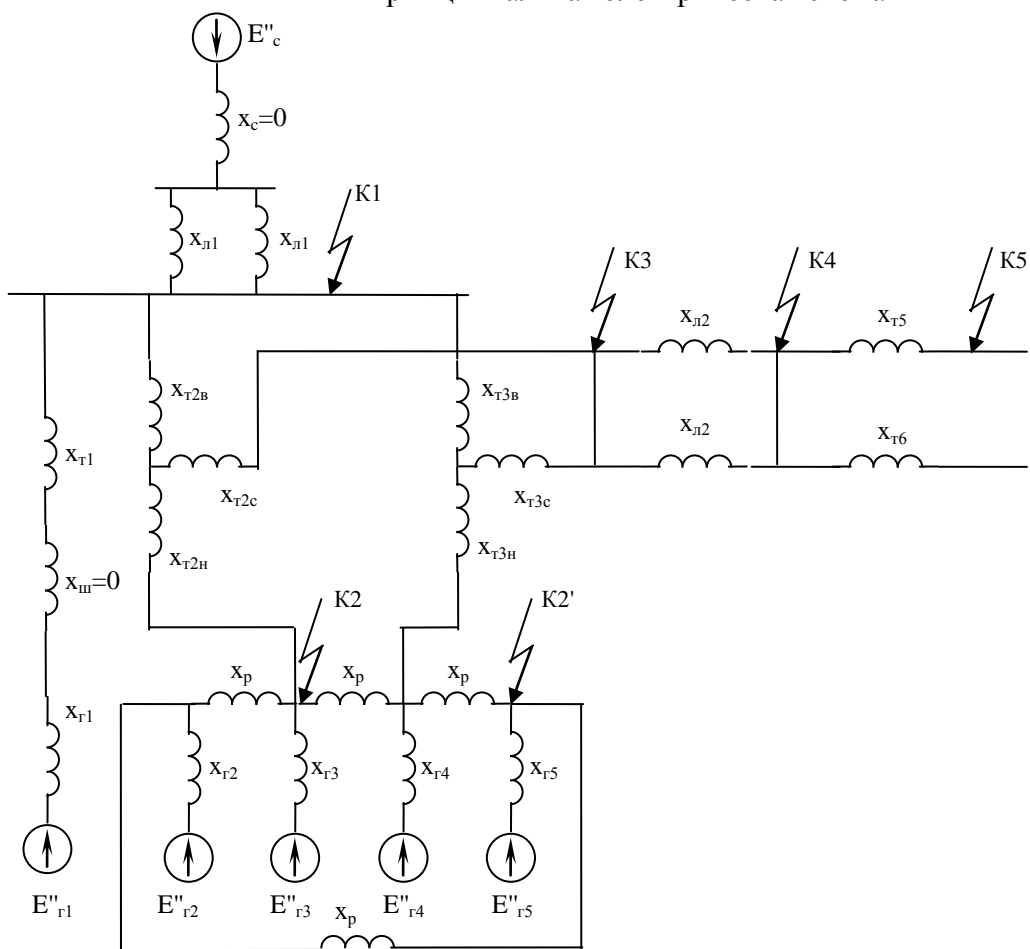 E"с
xс=0
К1
xл1
xл1
К3
К4
К5
xл2
xт5
xт2в
xт3в
xл2
xт6
xт1
xт2с
xт3с
xт2н
xт3н
xш=0
К2
К2'
xр
xр
xр
xг1
xг2
xг3
xг4
xг5
E"г1
E"г2
E"г3
E"г4
E"г5
xр